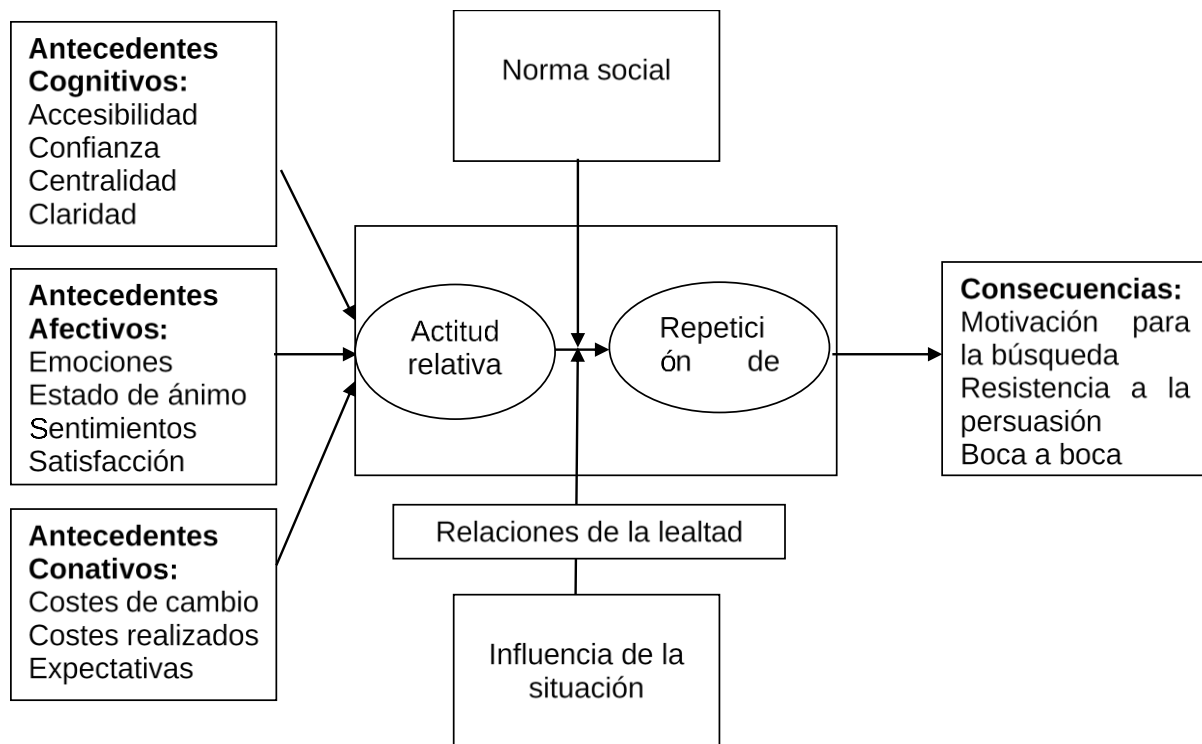 Antecedentes
Cognitivos:
Accesibilidad
Confianza
Centralidad
Claridad
Norma social
Antecedentes
Afectivos:
Emociones
Estado de ánimo
Sentimientos
Satisfacción
Actitud
relativa
Repetici
ón de
Consecuencias:
Motivación para
la búsqueda
Resistencia a la
persuasión
Boca a boca
Relaciones de la lealtad
Antecedentes
Conativos:
Costes de cambio
Costes realizados
Expectativas
Influencia de la
situación